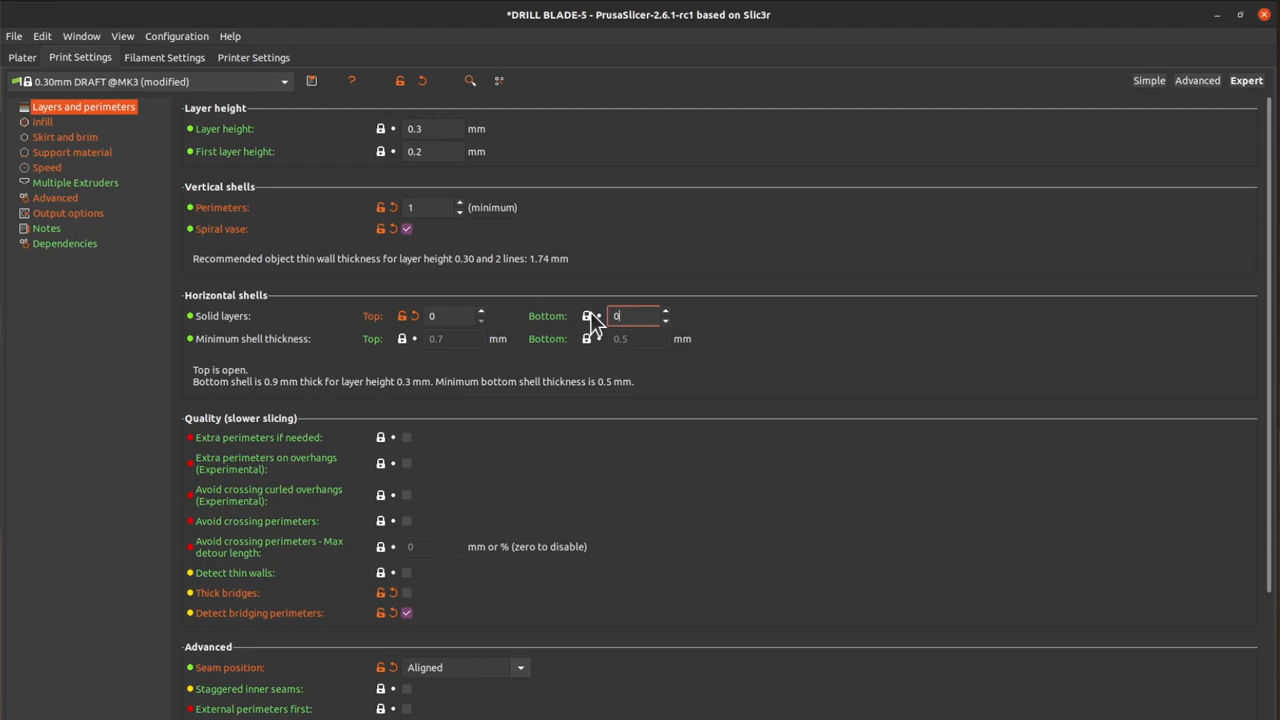 *DRILL BLADE-5 - PrusaSlicer-2.6.1-rc1 based on Slic3r
File Edit Window View Configuration Help
Plater Print Settings Filament Settings Printer Settings
0.30mm DRAFT @MK3 (modified) ? Simple Advanced Expert
Layers and perimeters
Infill
Skirt and brim
Support material
Speed
Multiple Extruders
Advanced
Output options
Notes
Dependencies
Layer height
Layer height: 0.3 mm
First layer height: 0.2 mm
Vertical shells
Perimeters: 1 (minimum)
Spiral vase:
Recommended object thin wall thickness for layer height 0.30 and 2 lines: 1.74 mm
Horizontal shells
Solid layers: Top: 0 Bottom: 0
Minimum shell thickness: Top: 0.7 mm Bottom: 0.5 mm
Top is open.
Bottom shell is 0.9 mm thick for layer height 0.3 mm. Minimum bottom shell thickness is 0.5 mm.
Quality (slower slicing)
Extra perimeters if needed:
Extra perimeters on overhangs
(Experimental):
Avoid crossing curled overhangs
(Experimental):
Avoid crossing perimeters:
Avoid crossing perimeters - Max
detour length: 0 mm or % (zero to disable)
Detect thin walls:
Thick bridges:
Detect bridging perimeters:
Advanced
Seam position: Aligned
Staggered inner seams:
External perimeters first: